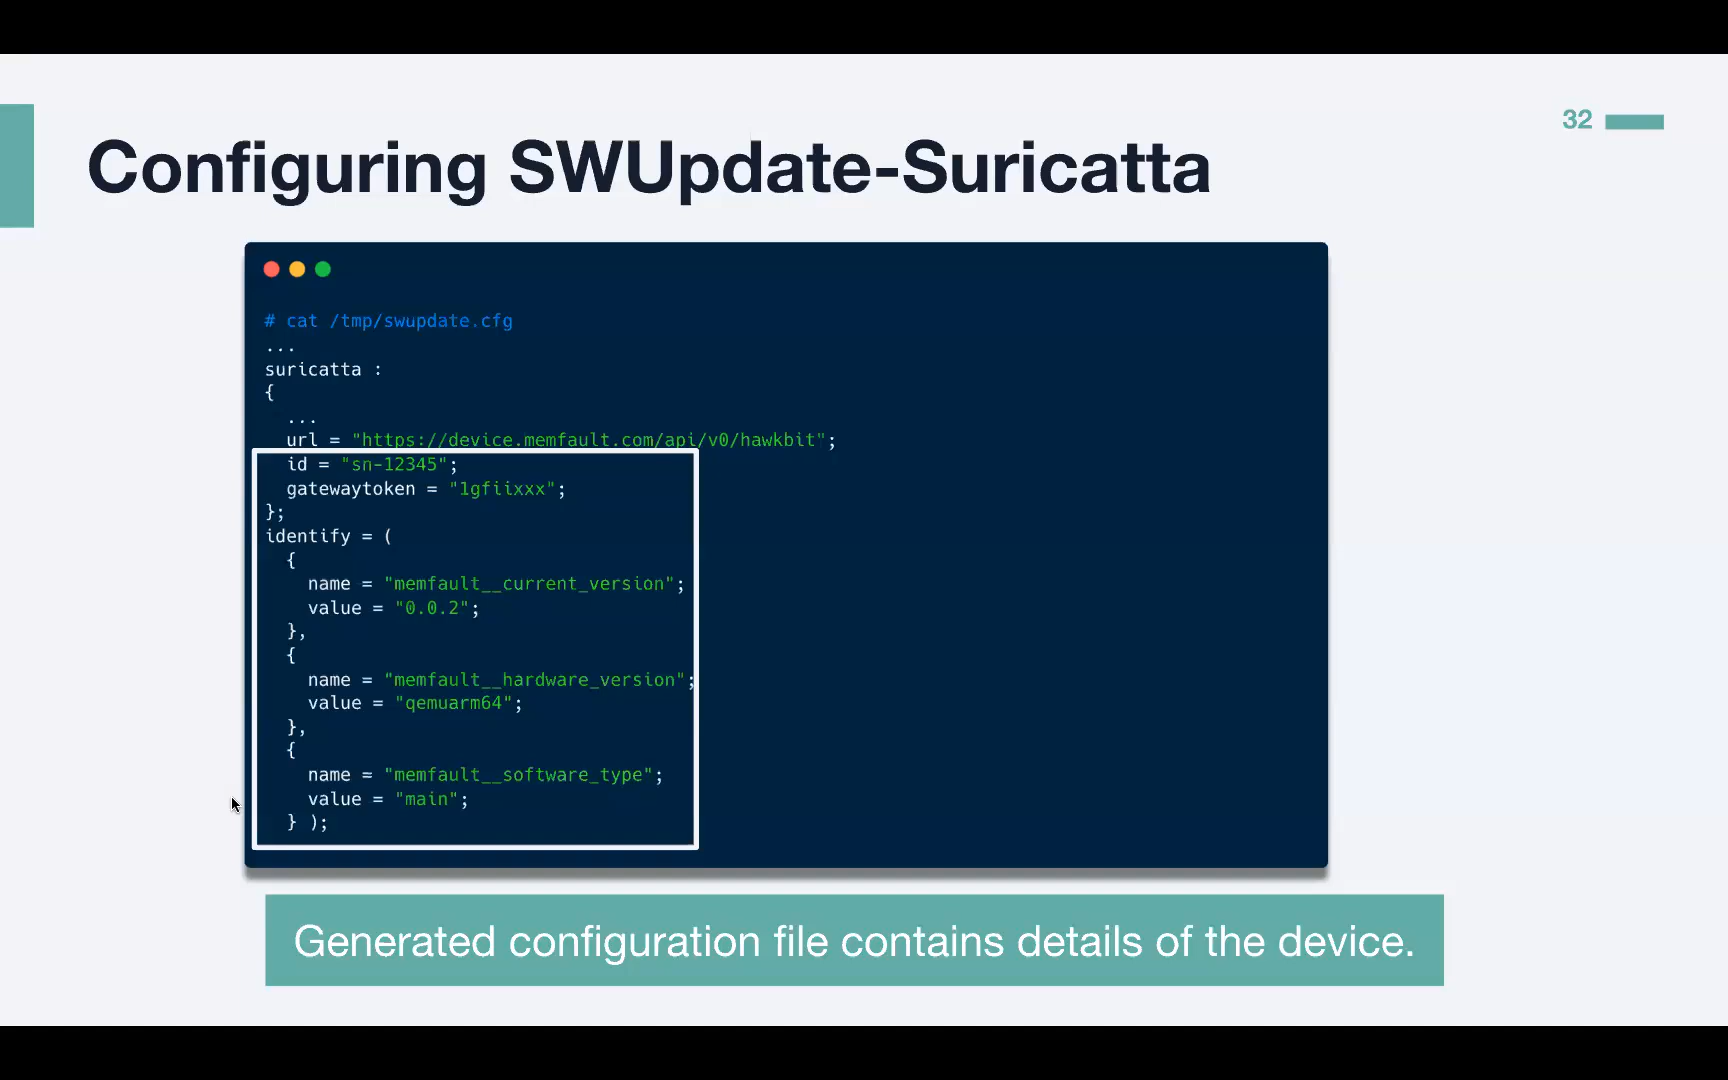 32
Configuring SWUpdate-Suricatta
# cat /tmp/swupdate.cfg
...
suricatta :
{
  ...
  url = "https://device.memfault.com/api/v0/hawkbit";
  id = "sn-12345";
  gatewaytoken = "1gfiixxx";
};
identify = (
  {
    name = "memfault__current_version";
    value = "0.0.2";
  },
  {
    name = "memfault__hardware_version";
    value = "qemuarm64";
  },
  {
    name = "memfault__software_type";
    value = "main";
  } );
Generated configuration file contains details of the device.